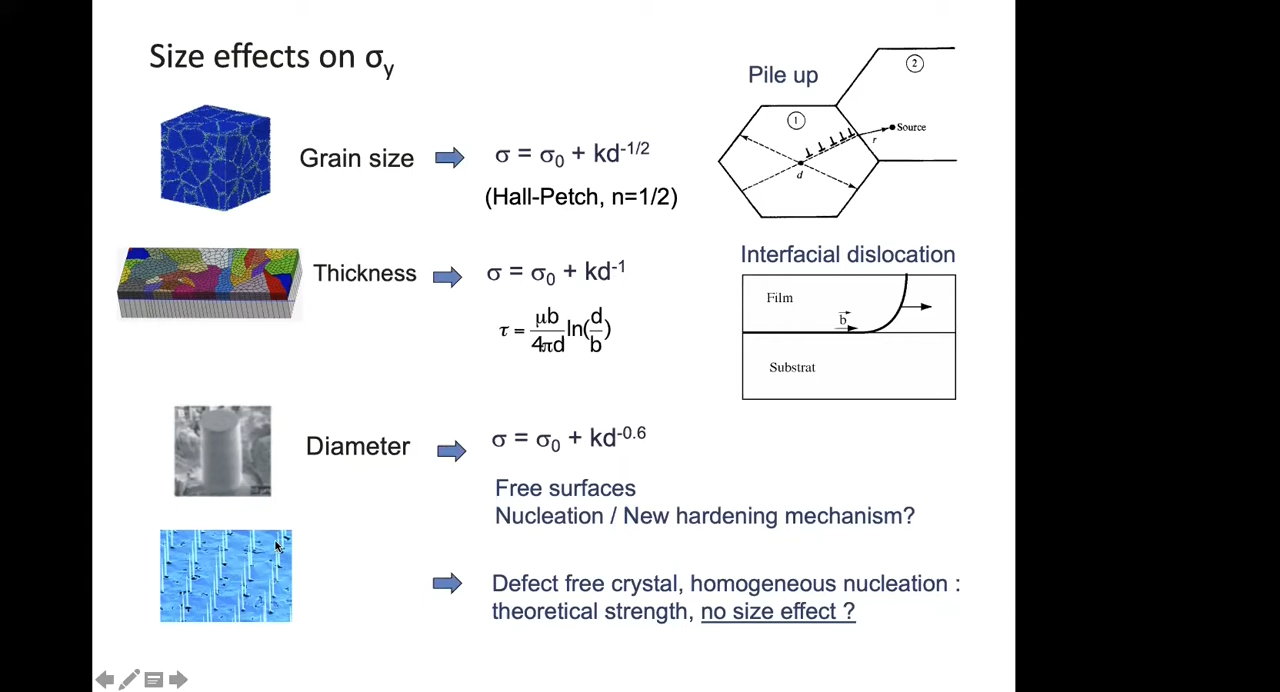 Size effects on σy
Pile up
1
2
Source
r
d
Grain size
σ = σ0 + kd-1/2
(Hall-Petch, n=1/2)
Interfacial dislocation
Thickness
σ = σ0 + kd-1
τ = μb/4πd ln(d/b)
Film
b
Substrat
Diameter
σ = σ0 + kd-0.6
Free surfaces
Nucleation / New hardening mechanism?
Defect free crystal, homogeneous nucleation :
theoretical strength, no size effect ?